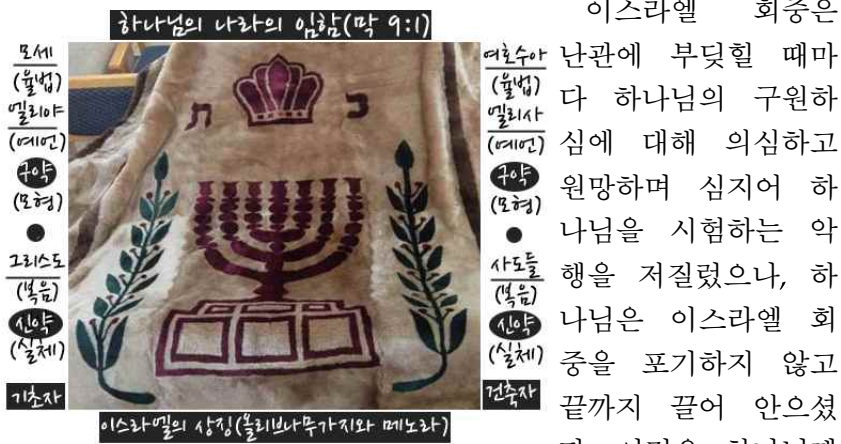 하나님의 나라의 임함(막 9:1)
모세
(율법)
엘리야
(예언)
구약
(모형)
그리스도
(복음)
신약
(실체)
기초자
כ ת
여호수아
(율법)
엘리사
(예언)
구약
(모형)
사도들
(복음)
신약
(실체)
건축자
이스라엘의 상징(올리브나무가지와 메노라)
이스라엘 회중은
난관에 부딪힐 때마
다 하나님의 구원하
심에 대해 의심하고
원망하며 심지어 하
나님을 시험하는 악
행을 저질렀으나, 하
나님은 이스라엘 회
중을 포기하지 않고
끝까지 끌어 안으셨